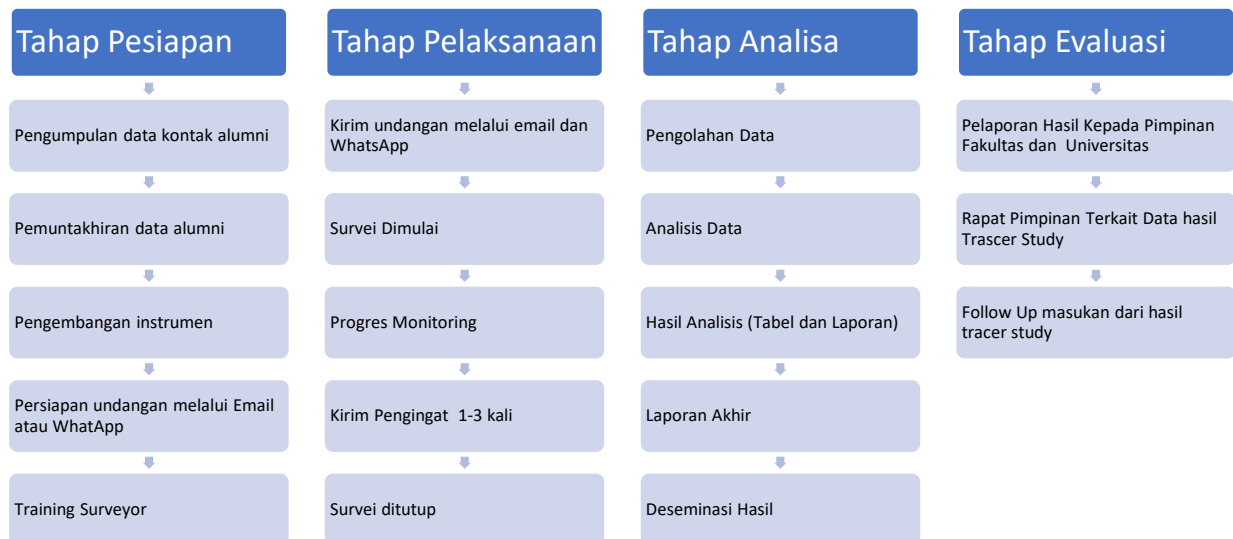 Tahap Pesiapan
Pengumpulan data kontak alumni
Pemuntakhiran data alumni
Pengembangan instrumen
Persiapan undangan melalui Email
atau WhatApp
Training Surveyor
Tahap Pelaksanaan
Kirim undangan melalui email dan
WhatsApp
Survei Dimulai
Progres Monitoring
Kirim Pengingat 1-3 kali
Survei ditutup
Tahap Analisa
Pengolahan Data
Analisis Data
Hasil Analisis (Tabel dan Laporan)
Laporan Akhir
Deseminasi Hasil
Tahap Evaluasi
Pelaporan Hasil Kepada Pimpinan
Fakultas dan Universitas
Rapat Pimpinan Terkait Data hasil
Trascer Study
Follow Up masukan dari hasil
tracer study